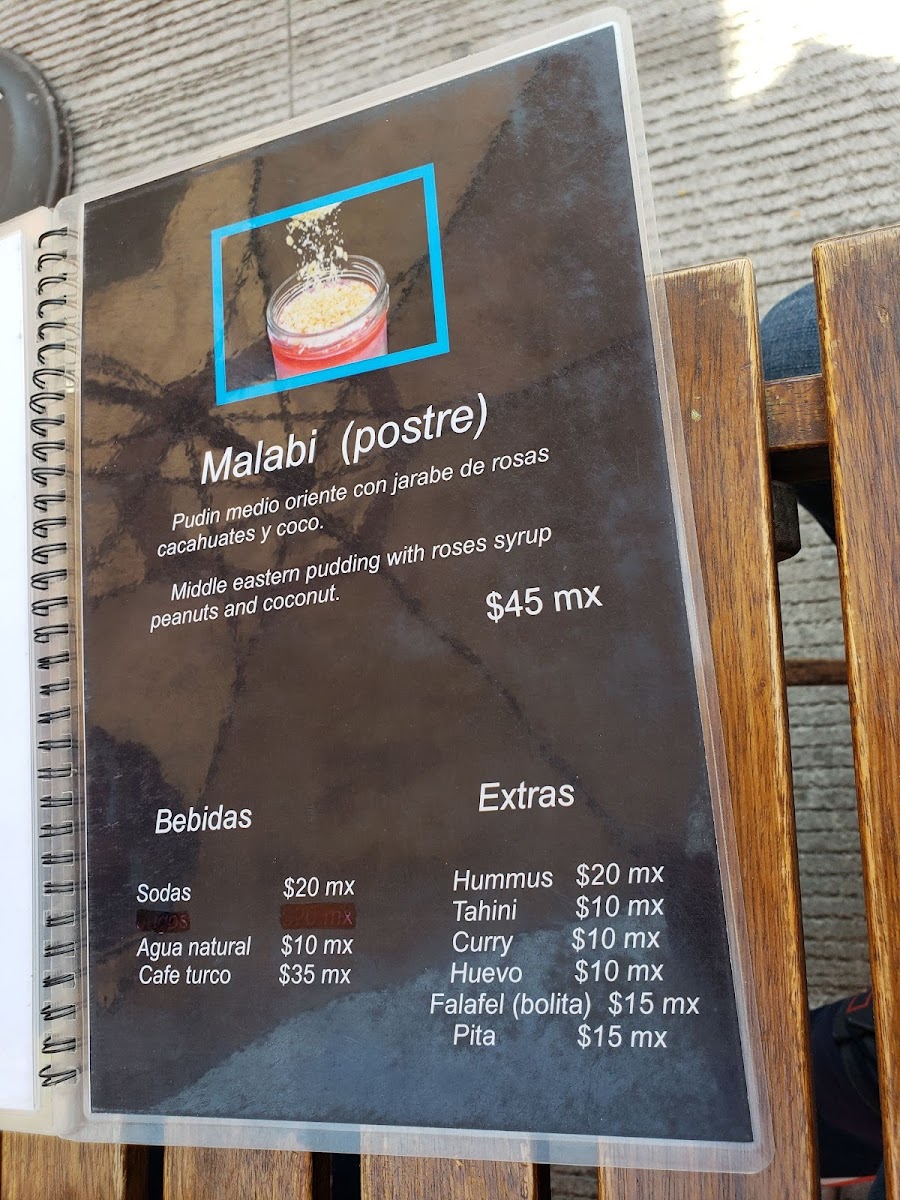 Malabi (postre)
Pudin medio oriente con jarabe de rosas
cacahuates y coco.
Middle eastern pudding with roses syrup
peanuts and coconut.
$45 mx
Bebidas
Sodas $20 mx
Agua natural $10 mx
Cafe turco $35 mx
Extras
Hummus $20 mx
Tahini $10 mx
Curry $10 mx
Huevo $10 mx
Falafel (bolita) $15 mx
Pita $15 mx